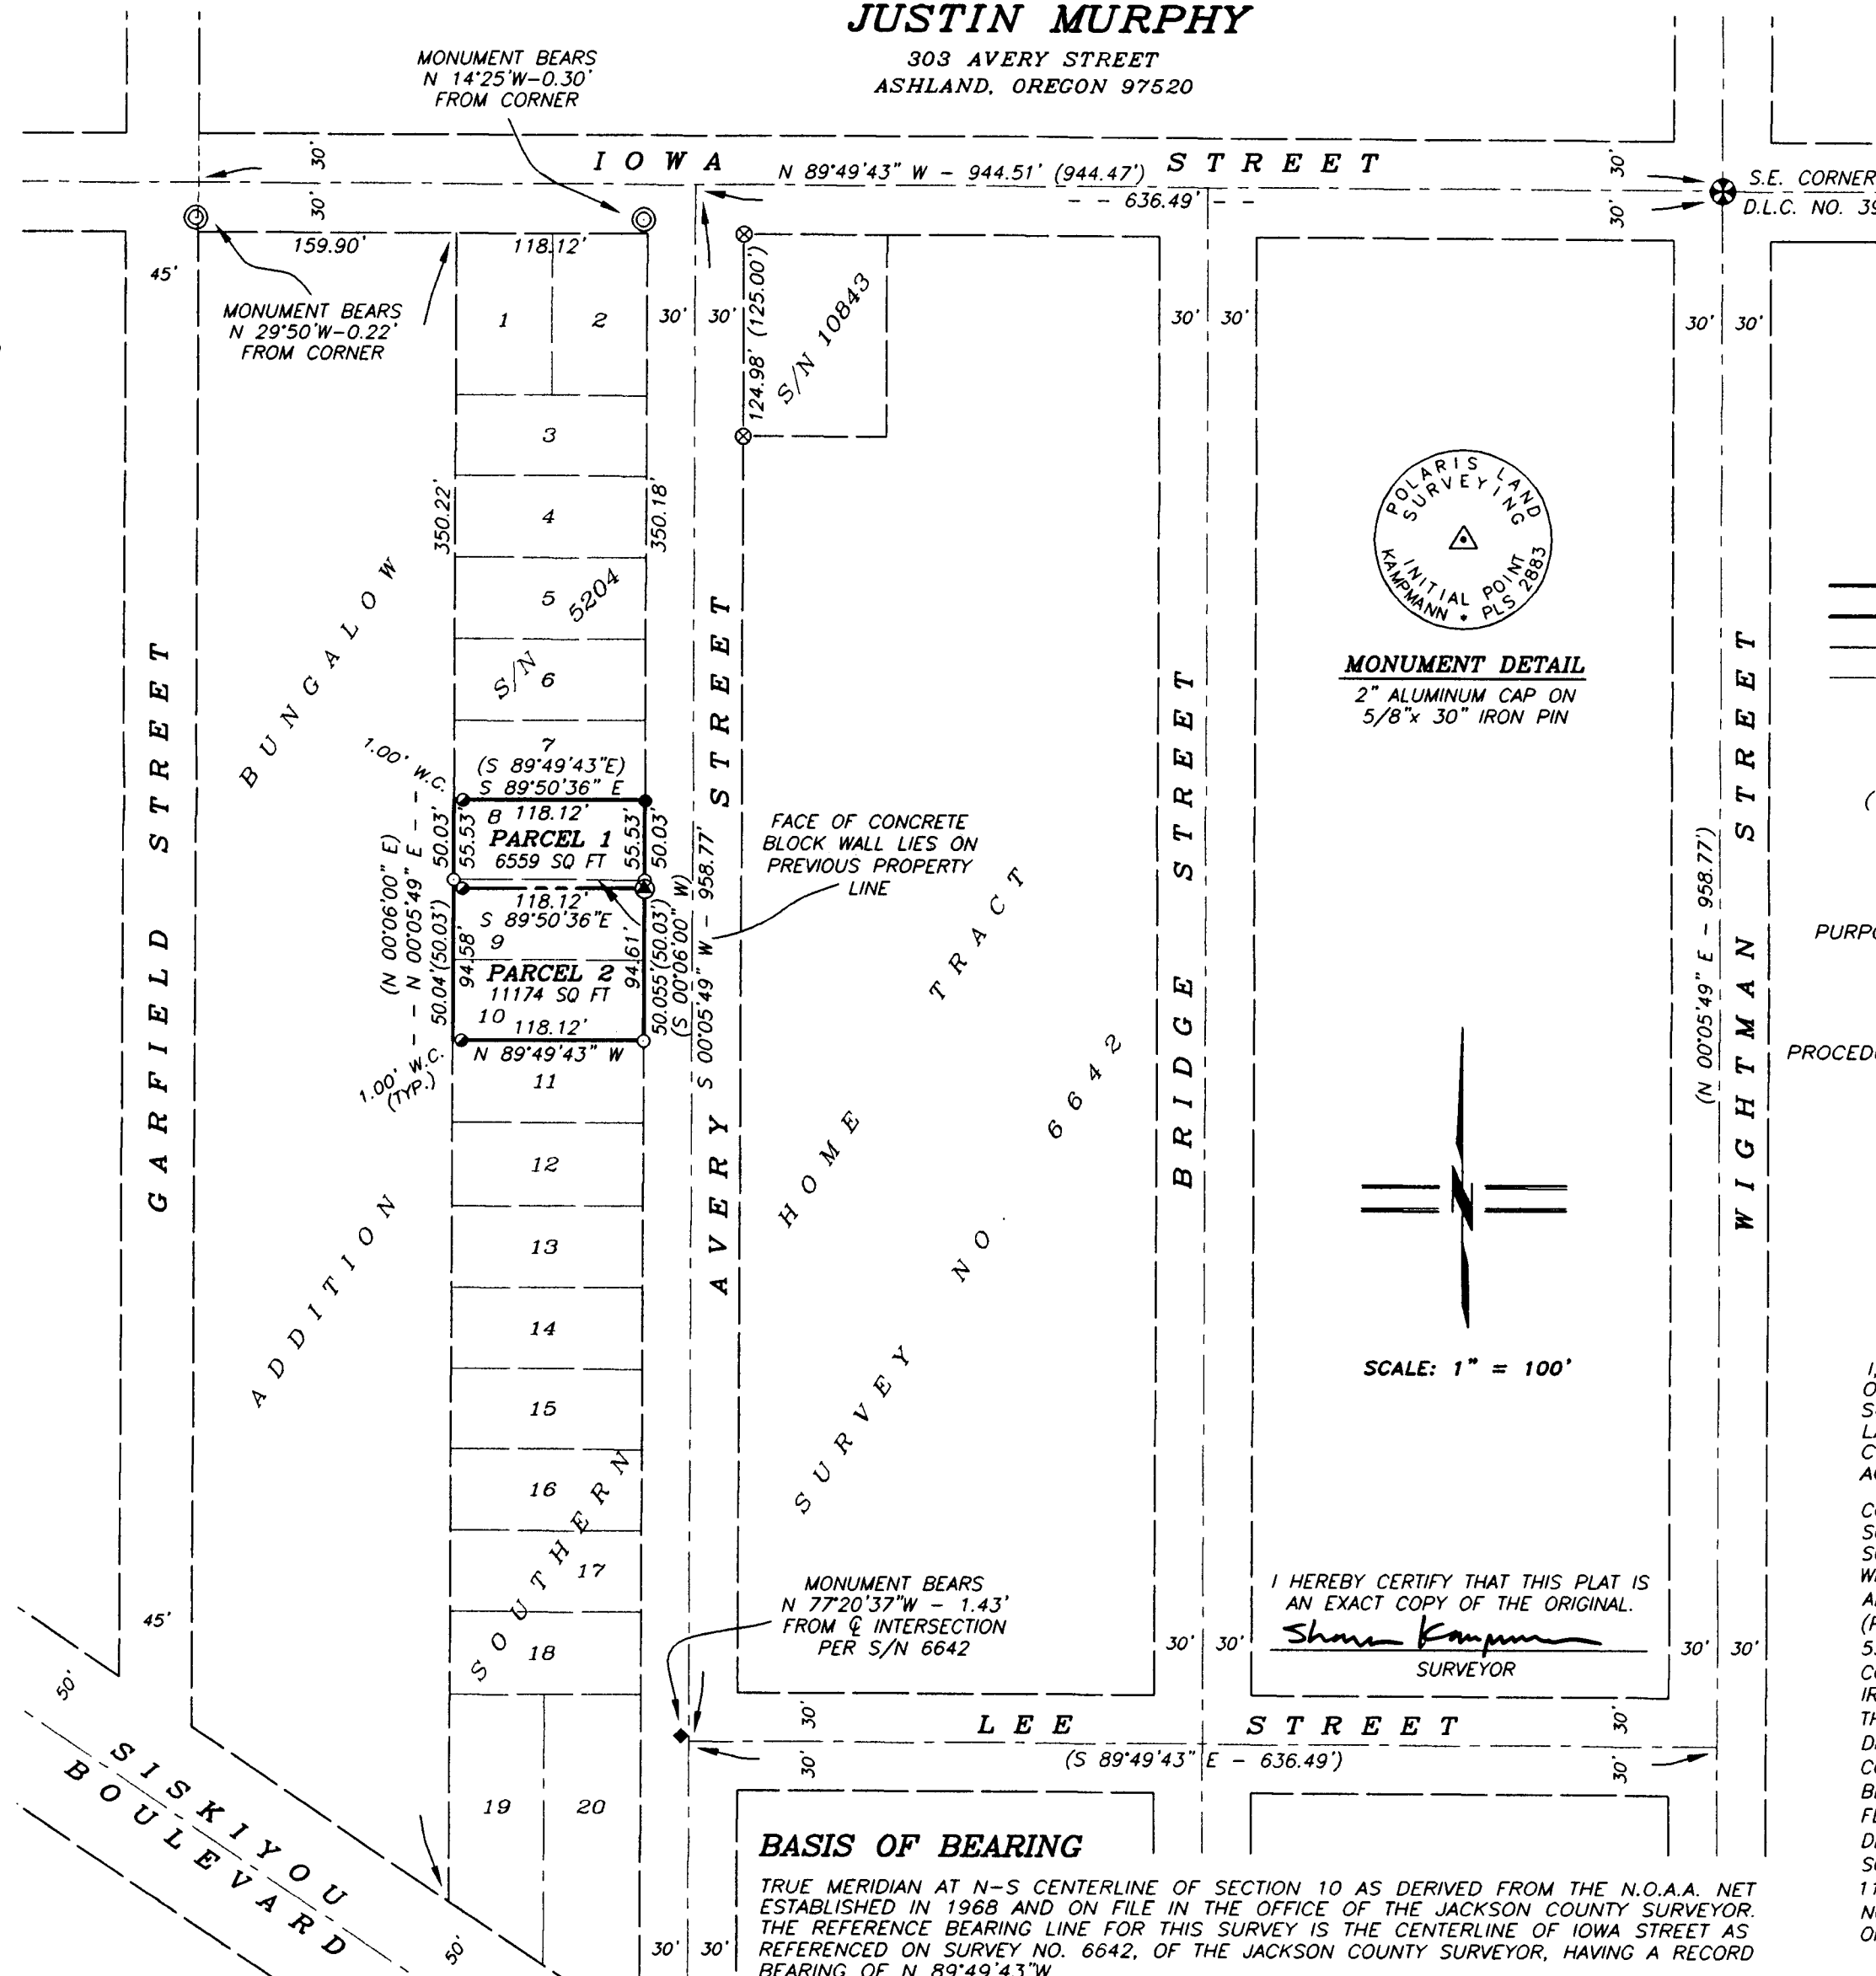 JUSTIN MURPHY
303 AVERY STREET
ASHLAND, OREGON 97520
MONUMENT BEARS
N 14°25'W-0.30'
FROM CORNER
IOWA STREET
N 89°49'43" W - 944.51' (944.47')
- - 636.49' - -
30'
30'
30'
30'
S.E. CORNER
D.L.C. NO. 39
159.90'
118.12'
45'
MONUMENT BEARS
N 29°50'W-0.22'
FROM CORNER
1
2
30'
30'
124.98' (125.00')
S/N 10843
30'
30'
30'
30'
3
350.22'
4
350.18'
5
5204
S/N
6
BUNGALOW
GARFIELD STREET
AVERY STREET
BRIDGE STREET
WIGHTMAN STREET
POLARIS LAND
SURVEYING
INITIAL POINT
KAMPMANN • PLS 2883
MONUMENT DETAIL
2" ALUMINUM CAP ON
5/8"x 30" IRON PIN
7
(S 89°49'43"E)
S 89°50'36" E
1.00' W.C.
8
118.12'
PARCEL 1
6559 SQ FT
50.03'
55.53'
55.53'
50.03'
118.12'
S 89°50'36"E
9
PARCEL 2
11174 SQ FT
10
118.12'
N 89°49'43" W
(N 00°06'00" E)
- - N 00°05'49" E - -
50.04'(50.03')
94.58'
94.61'
50.055'(50.03')
(S 00°06'00" W)
S 00°05'49" W - 958.77'
1.00' W.C.
(TYP.)
FACE OF CONCRETE
BLOCK WALL LIES ON
PREVIOUS PROPERTY
LINE
HOME TRACT
SURVEY NO. 6642
(N 00°05'49" E - 958.77')
(
PURPO
PROCED
11
12
13
14
15
16
17
18
19
20
ADDITION
SOUTHERN
SCALE: 1" = 100'
N
MONUMENT BEARS
N 77°20'37"W - 1.43'
FROM ℄ INTERSECTION
PER S/N 6642
I HEREBY CERTIFY THAT THIS PLAT IS
AN EXACT COPY OF THE ORIGINAL.
Shawn Kampmann
SURVEYOR
45'
50'
50'
30'
30'
30'
30'
30'
30'
LEE STREET
(S 89°49'43" E - 636.49')
30'
30'
SISKIYOU
BOULEVARD
30'
30'
BASIS OF BEARING
TRUE MERIDIAN AT N-S CENTERLINE OF SECTION 10 AS DERIVED FROM THE N.O.A.A. NET
ESTABLISHED IN 1968 AND ON FILE IN THE OFFICE OF THE JACKSON COUNTY SURVEYOR.
THE REFERENCE BEARING LINE FOR THIS SURVEY IS THE CENTERLINE OF IOWA STREET AS
REFERENCED ON SURVEY NO. 6642, OF THE JACKSON COUNTY SURVEYOR, HAVING A RECORD
BEARING OF N 89°49'43"W